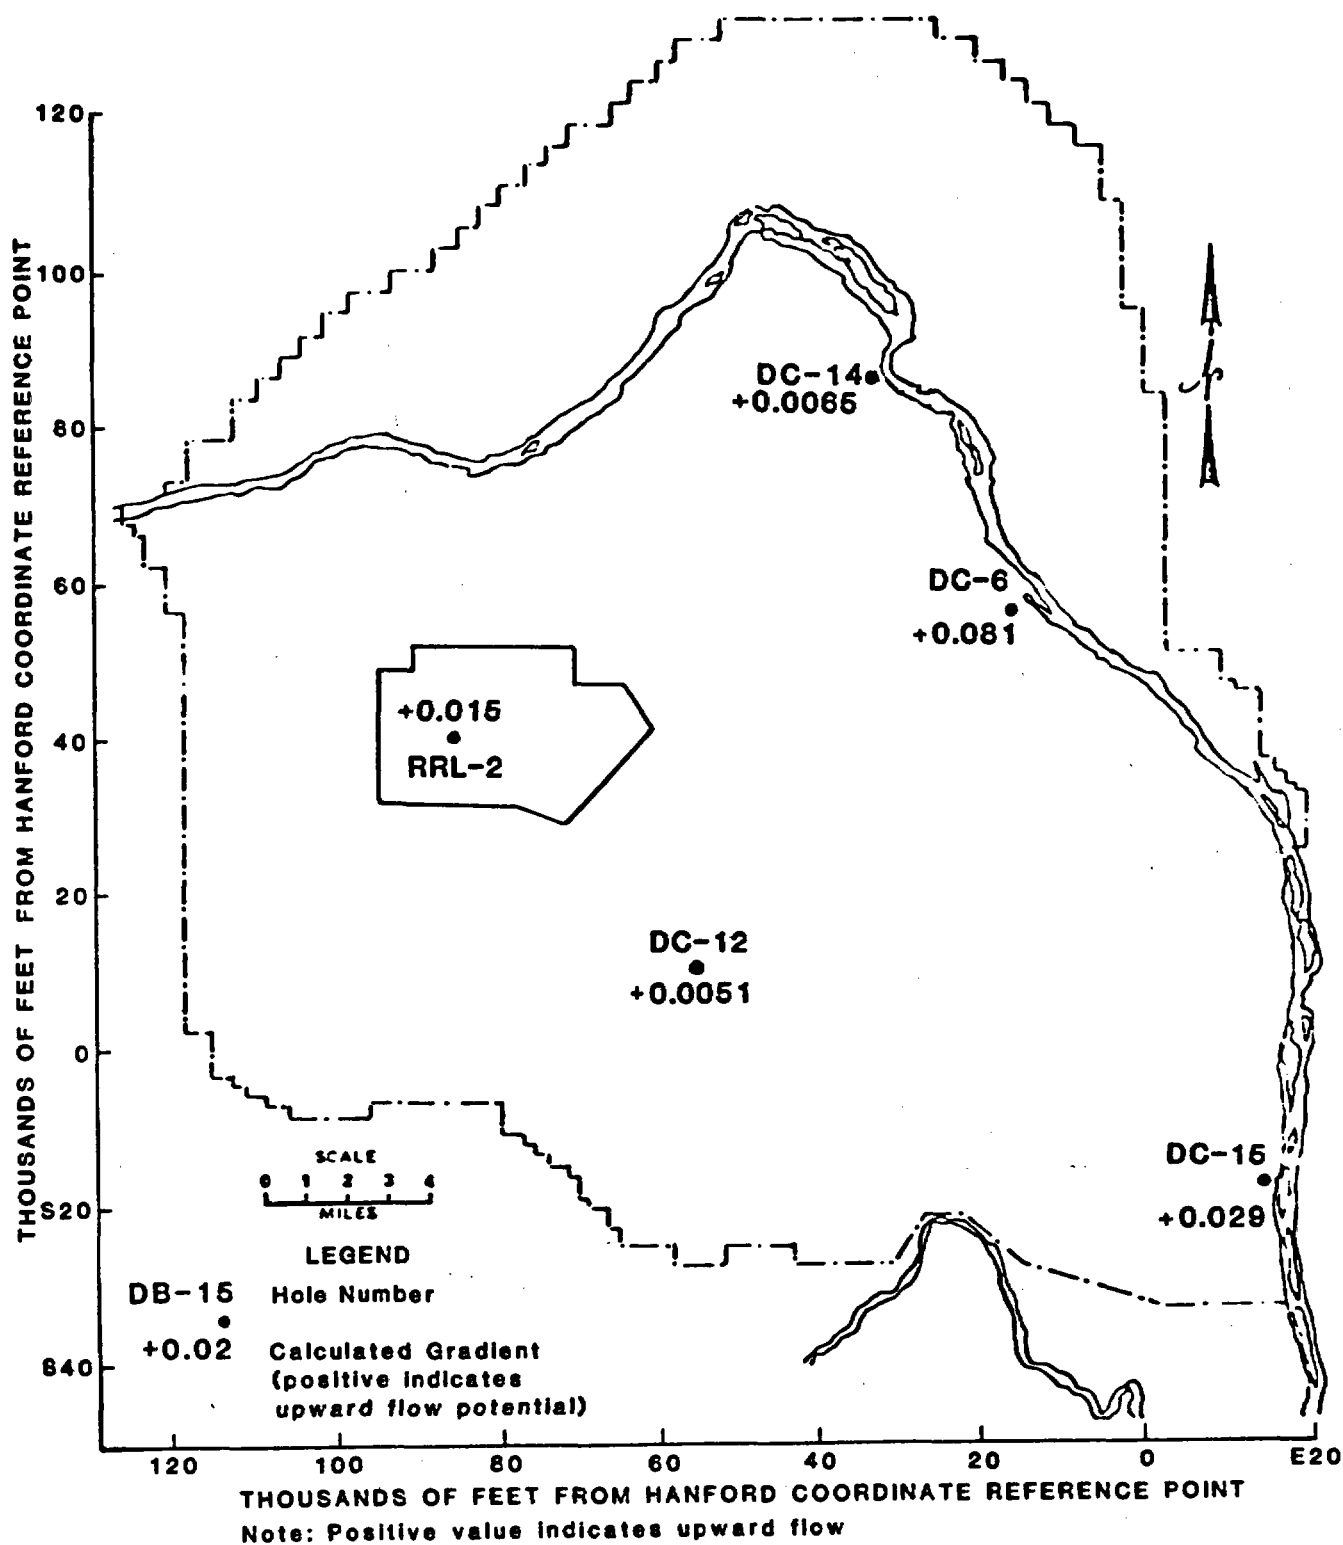 120
100
80
60
40
20
0
S20
S40
THOUSANDS OF FEET FROM HANFORD COORDINATE REFERENCE POINT
DC-14
+0.0065
DC-6
+0.081
+0.015
RRL-2
DC-12
+0.0051
DC-15
+0.029
N
SCALE
0 1 2 3 4
MILES
LEGEND
DB-15 Hole Number
+0.02 Calculated Gradient
(positive indicates
upward flow potential)
120 100 80 60 40 20 0 E20
THOUSANDS OF FEET FROM HANFORD COORDINATE REFERENCE POINT
Note: Positive value indicates upward flow